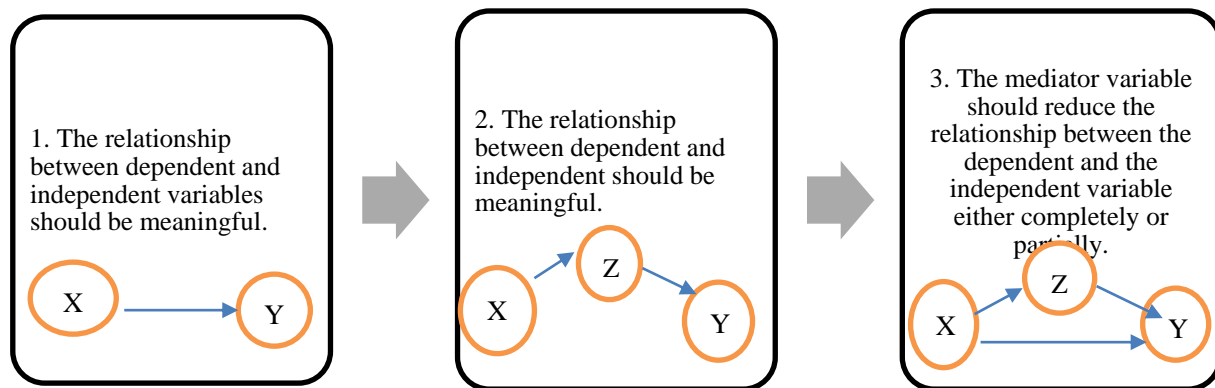 1. The relationship
between dependent and
independent variables
should be meaningful.
X
Y
2. The relationship
between dependent and
independent should be
meaningful.
Z
X
Y
3. The mediator variable
should reduce the
relationship between the
dependent and the
independent variable
either completely or
partially.
Z
X
Y